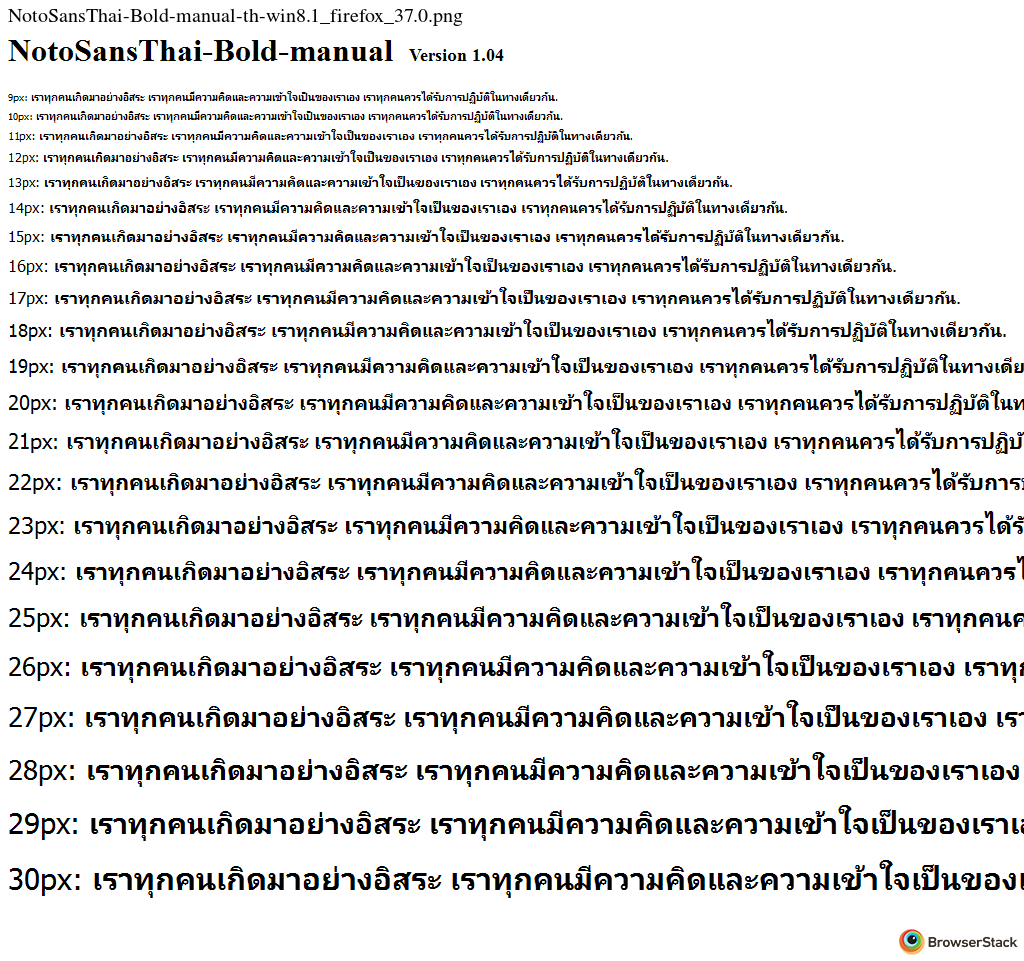 NotoSansThai-Bold-manual-th-win8.1_firefox_37.0.png
NotoSansThai-Bold-manual Version 1.04
9px: เราทุกคนเกิดมาอย่างอิสระ เราทุกคนมีความคิดและความเข้าใจเป็นของเราเอง เราทุกคนควรได้รับการปฏิบัติในทางเดียวกัน.
10px: เราทุกคนเกิดมาอย่างอิสระ เราทุกคนมีความคิดและความเข้าใจเป็นของเราเอง เราทุกคนควรได้รับการปฏิบัติในทางเดียวกัน.
11px: เราทุกคนเกิดมาอย่างอิสระ เราทุกคนมีความคิดและความเข้าใจเป็นของเราเอง เราทุกคนควรได้รับการปฏิบัติในทางเดียวกัน.
12px: เราทุกคนเกิดมาอย่างอิสระ เราทุกคนมีความคิดและความเข้าใจเป็นของเราเอง เราทุกคนควรได้รับการปฏิบัติในทางเดียวกัน.
13px: เราทุกคนเกิดมาอย่างอิสระ เราทุกคนมีความคิดและความเข้าใจเป็นของเราเอง เราทุกคนควรได้รับการปฏิบัติในทางเดียวกัน.
14px: เราทุกคนเกิดมาอย่างอิสระ เราทุกคนมีความคิดและความเข้าใจเป็นของเราเอง เราทุกคนควรได้รับการปฏิบัติในทางเดียวกัน.
15px: เราทุกคนเกิดมาอย่างอิสระ เราทุกคนมีความคิดและความเข้าใจเป็นของเราเอง เราทุกคนควรได้รับการปฏิบัติในทางเดียวกัน.
16px: เราทุกคนเกิดมาอย่างอิสระ เราทุกคนมีความคิดและความเข้าใจเป็นของเราเอง เราทุกคนควรได้รับการปฏิบัติในทางเดียวกัน.
17px: เราทุกคนเกิดมาอย่างอิสระ เราทุกคนมีความคิดและความเข้าใจเป็นของเราเอง เราทุกคนควรได้รับการปฏิบัติในทางเดียวกัน.
18px: เราทุกคนเกิดมาอย่างอิสระ เราทุกคนมีความคิดและความเข้าใจเป็นของเราเอง เราทุกคนควรได้รับการปฏิบัติในทางเดียวกัน.
19px: เราทุกคนเกิดมาอย่างอิสระ เราทุกคนมีความคิดและความเข้าใจเป็นของเราเอง เราทุกคนควรได้รับการปฏิบัติในทางเดีย
20px: เราทุกคนเกิดมาอย่างอิสระ เราทุกคนมีความคิดและความเข้าใจเป็นของเราเอง เราทุกคนควรได้รับการปฏิบัติในท
21px: เราทุกคนเกิดมาอย่างอิสระ เราทุกคนมีความคิดและความเข้าใจเป็นของเราเอง เราทุกคนควรได้รับการปฏิบั
22px: เราทุกคนเกิดมาอย่างอิสระ เราทุกคนมีความคิดและความเข้าใจเป็นของเราเอง เราทุกคนควรได้รับการป
23px: เราทุกคนเกิดมาอย่างอิสระ เราทุกคนมีความคิดและความเข้าใจเป็นของเราเอง เราทุกคนควรได้รั
24px: เราทุกคนเกิดมาอย่างอิสระ เราทุกคนมีความคิดและความเข้าใจเป็นของเราเอง เราทุกคนควรไ
25px: เราทุกคนเกิดมาอย่างอิสระ เราทุกคนมีความคิดและความเข้าใจเป็นของเราเอง เราทุกคนค
26px: เราทุกคนเกิดมาอย่างอิสระ เราทุกคนมีความคิดและความเข้าใจเป็นของเราเอง เราทุก
27px: เราทุกคนเกิดมาอย่างอิสระ เราทุกคนมีความคิดและความเข้าใจเป็นของเราเอง เรา
28px: เราทุกคนเกิดมาอย่างอิสระ เราทุกคนมีความคิดและความเข้าใจเป็นของเราเอง
29px: เราทุกคนเกิดมาอย่างอิสระ เราทุกคนมีความคิดและความเข้าใจเป็นของเราเ
30px: เราทุกคนเกิดมาอย่างอิสระ เราทุกคนมีความคิดและความเข้าใจเป็นของเ
BrowserStack